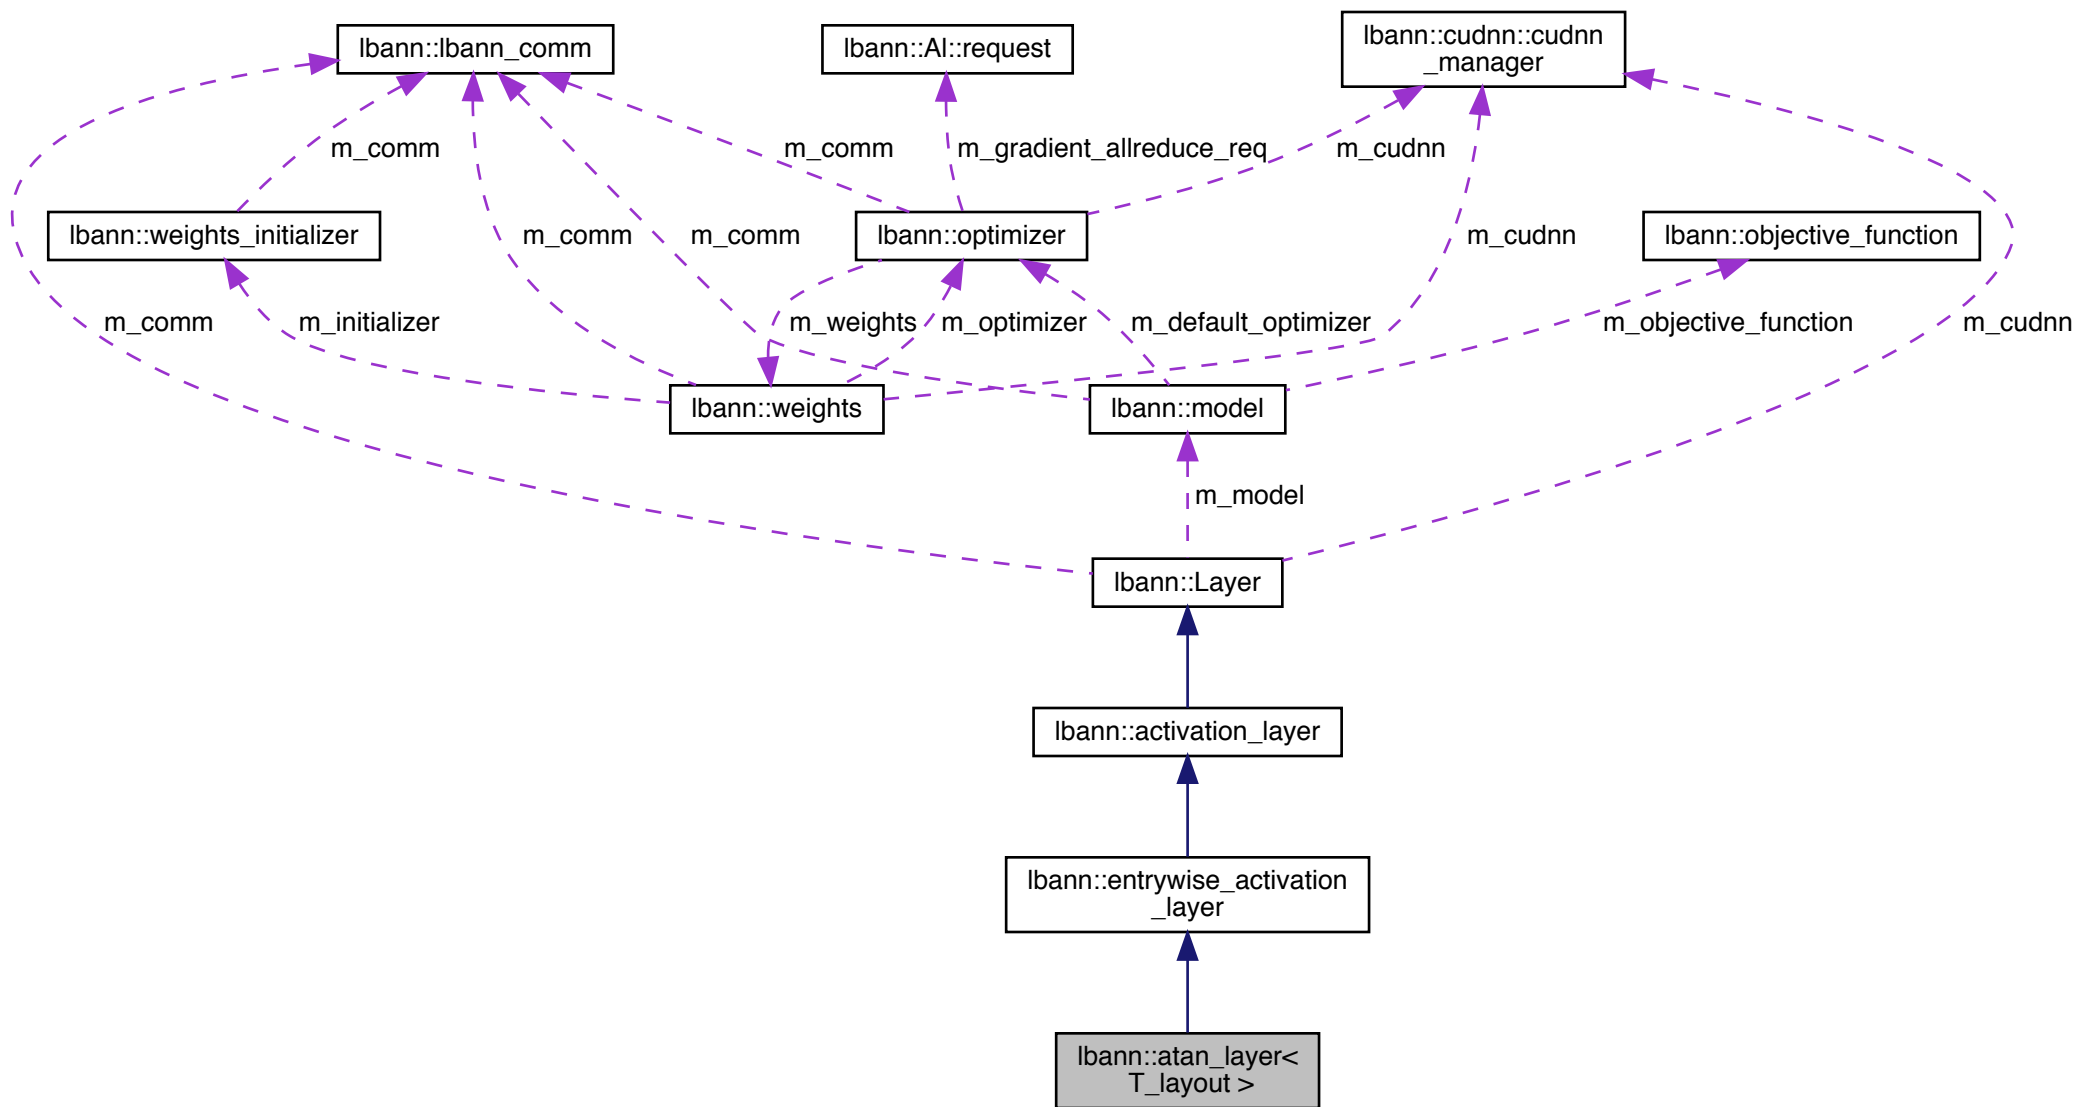 lbann::lbann_comm
lbann::Al::request
lbann::cudnn::cudnn
_manager
m_comm
m_comm
m_gradient_allreduce_req
m_cudnn
lbann::weights_initializer
m_comm
m_comm
lbann::optimizer
m_cudnn
lbann::objective_function
m_comm
m_initializer
m_weights
m_optimizer
m_default_optimizer
m_objective_function
m_cudnn
lbann::weights
lbann::model
m_model
lbann::Layer
lbann::activation_layer
lbann::entrywise_activation
_layer
lbann::atan_layer<
T_layout >